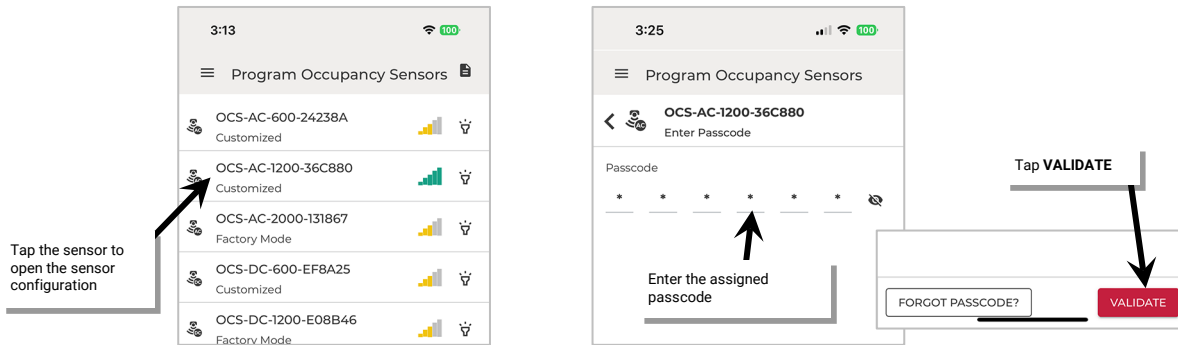 3:13
100
Program Occupancy Sensors
OCS-AC-600-24238A
Customized
OCS-AC-1200-36C880
Customized
OCS-AC-2000-131867
Factory Mode
OCS-DC-600-EF8A25
Customized
OCS-DC-1200-E08B46
Factory Mode
Tap the sensor to
open the sensor
configuration
3:25
100
Program Occupancy Sensors
AC
OCS-AC-1200-36C880
Enter Passcode
Passcode
* * * * * *
Enter the assigned
passcode
Tap VALIDATE
FORGOT PASSCODE?
VALIDATE